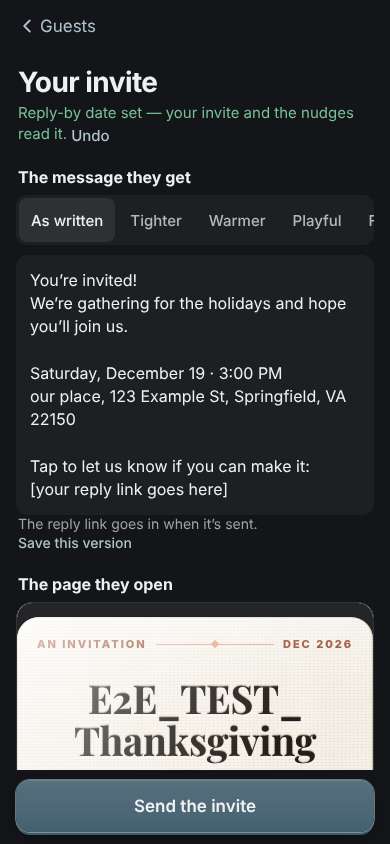 Guests
Your invite
Reply-by date set — your invite and the nudges
read it. Undo
The message they get
As written Tighter Warmer Playful
You’re invited!
We’re gathering for the holidays and hope
you’ll join us.
Saturday, December 19 · 3:00 PM
our place, 123 Example St, Springfield, VA
22150
Tap to let us know if you can make it:
[your reply link goes here]
The reply link goes in when it’s sent.
Save this version
The page they open
AN INVITATION DEC 2026
E2E_TEST_
Thanksgiving
Send the invite